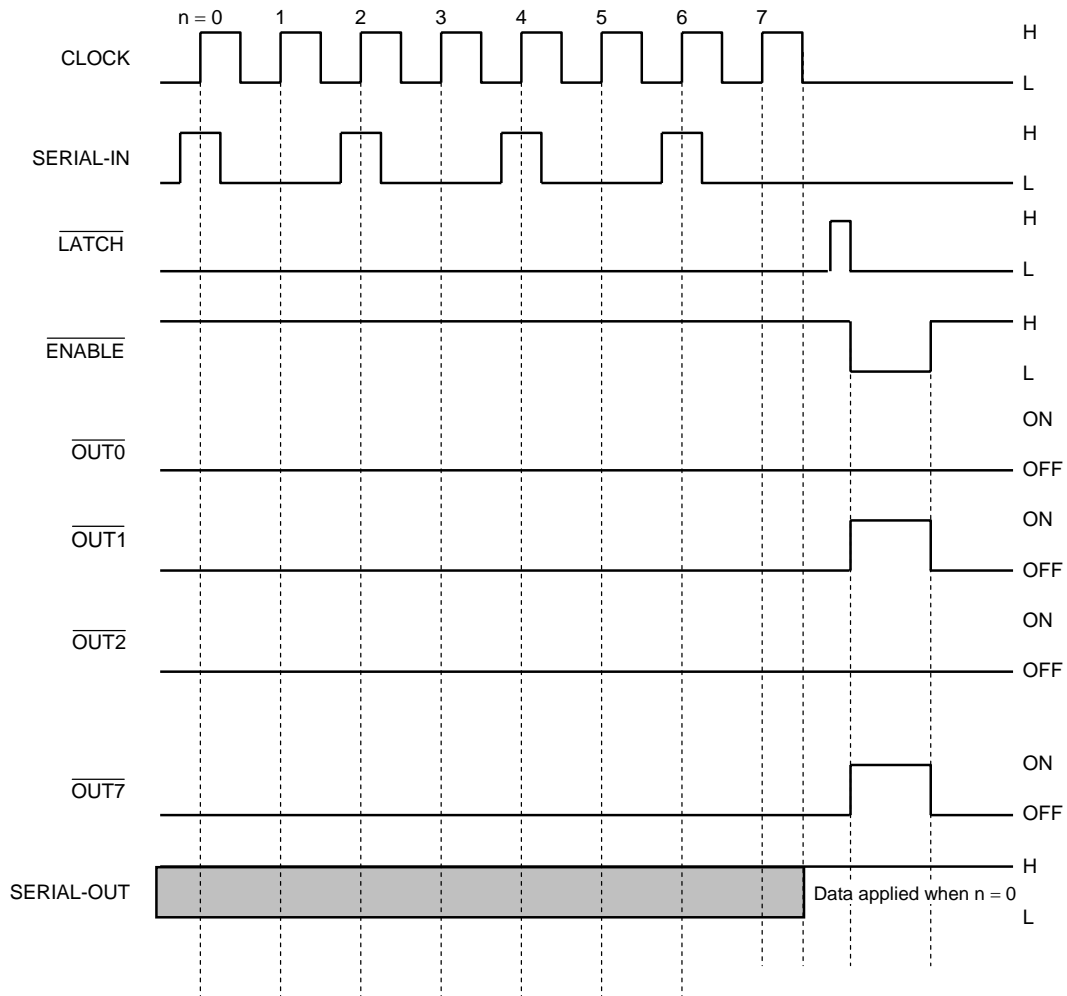 n = 0 1 2 3 4 5 6 7
CLOCK
H
L
SERIAL-IN
H
L
LATCH
H
L
ENABLE
H
L
OUT0
ON
OFF
OUT1
ON
OFF
OUT2
ON
OFF
OUT7
ON
OFF
SERIAL-OUT
H
Data applied when n = 0
L